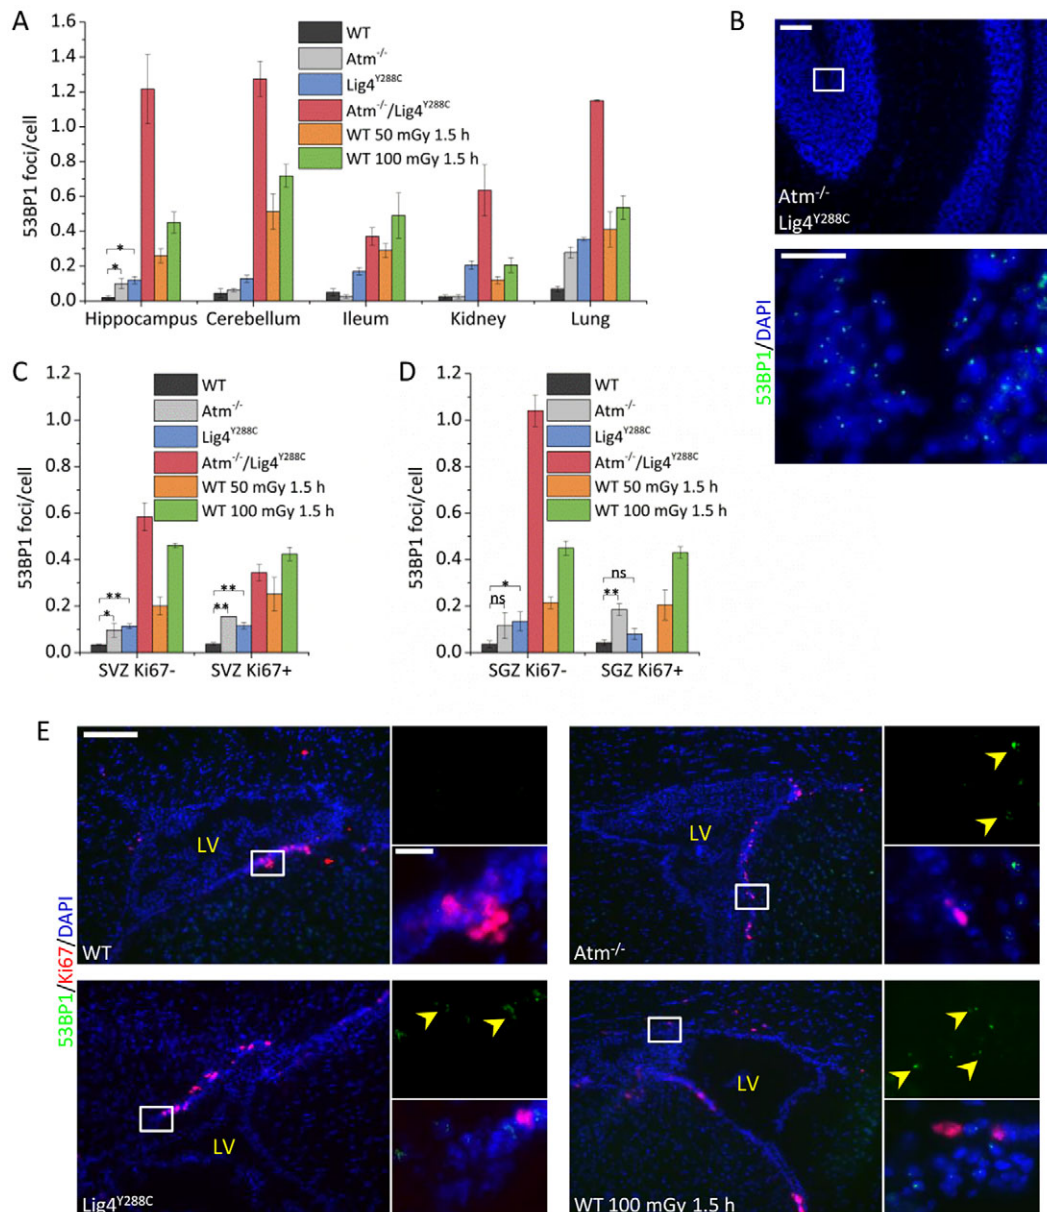 A
53BP1 foci/cell
1.6
1.4
1.2
1.0
0.8
0.6
0.4
0.2
0.0
WT
Atm-/-
Lig4Y288C
Atm-/-/Lig4Y288C
WT 50 mGy 1.5 h
WT 100 mGy 1.5 h
*
*
Hippocampus Cerebellum Ileum Kidney Lung
B
Atm-/-
Lig4Y288C
53BP1/DAPI
C
53BP1 foci/cell
1.2
1.0
0.8
0.6
0.4
0.2
0.0
WT
Atm-/-
Lig4Y288C
Atm-/-/Lig4Y288C
WT 50 mGy 1.5 h
WT 100 mGy 1.5 h
**
*
**
**
SVZ Ki67- SVZ Ki67+
D
53BP1 foci/cell
1.2
1.0
0.8
0.6
0.4
0.2
0.0
WT
Atm-/-
Lig4Y288C
Atm-/-/Lig4Y288C
WT 50 mGy 1.5 h
WT 100 mGy 1.5 h
*
ns
ns
**
SGZ Ki67- SGZ Ki67+
E
53BP1/Ki67/DAPI
LV
WT
LV
Atm-/-
LV
Lig4Y288C
LV
WT 100 mGy 1.5 h